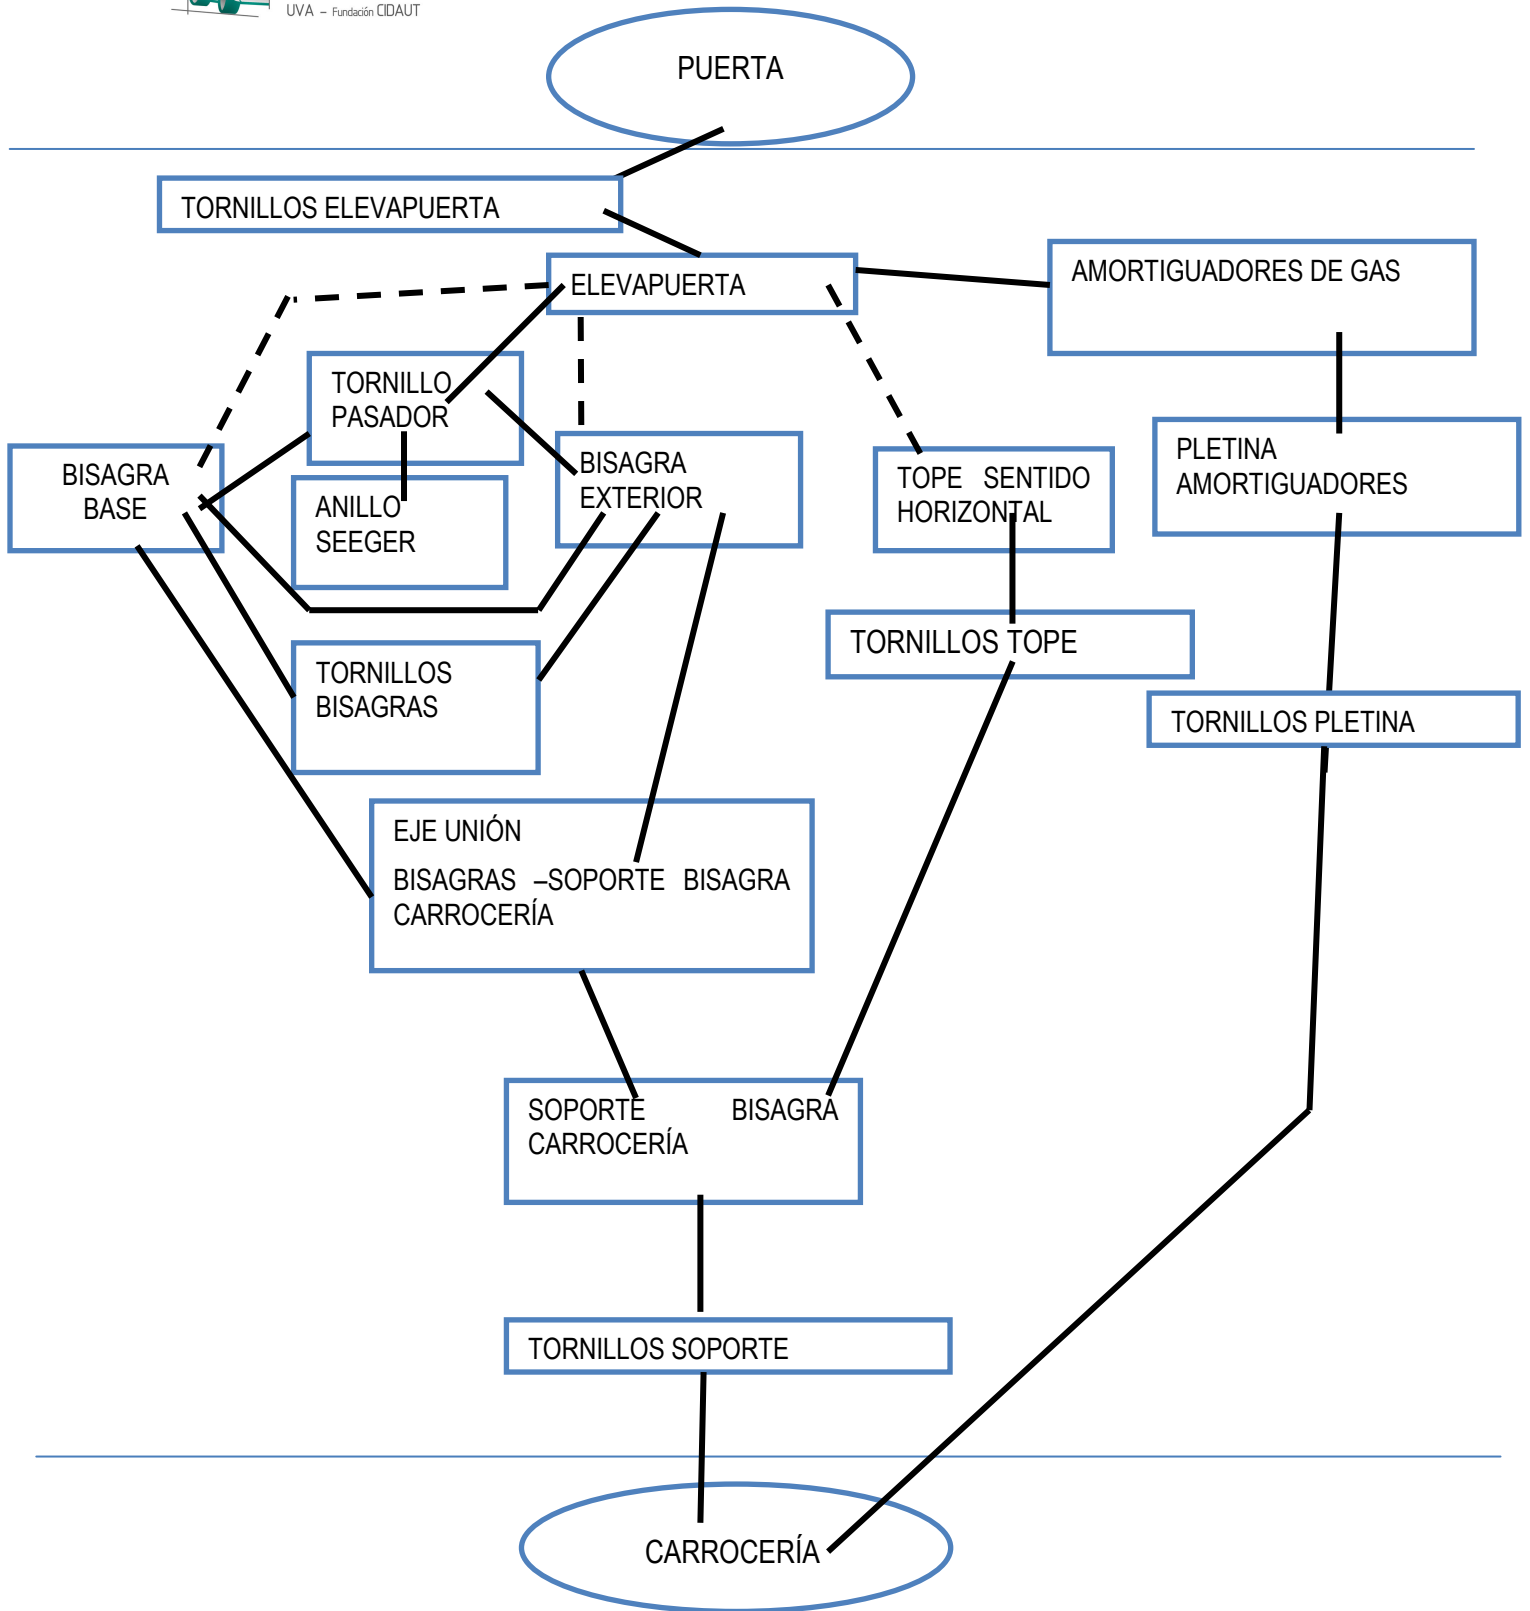 UVA – Fundación CIDAUT
PUERTA
TORNILLOS ELEVAPUERTA
ELEVAPUERTA
AMORTIGUADORES DE GAS
TORNILLO
PASADOR
BISAGRA
BASE
ANILLO
SEEGER
BISAGRA
EXTERIOR
TOPE SENTIDO
HORIZONTAL
PLETINA
AMORTIGUADORES
TORNILLOS TOPE
TORNILLOS
BISAGRAS
TORNILLOS PLETINA
EJE UNIÓN
BISAGRAS –SOPORTE BISAGRA
CARROCERÍA
SOPORTE BISAGRA
CARROCERÍA
TORNILLOS SOPORTE
CARROCERÍA